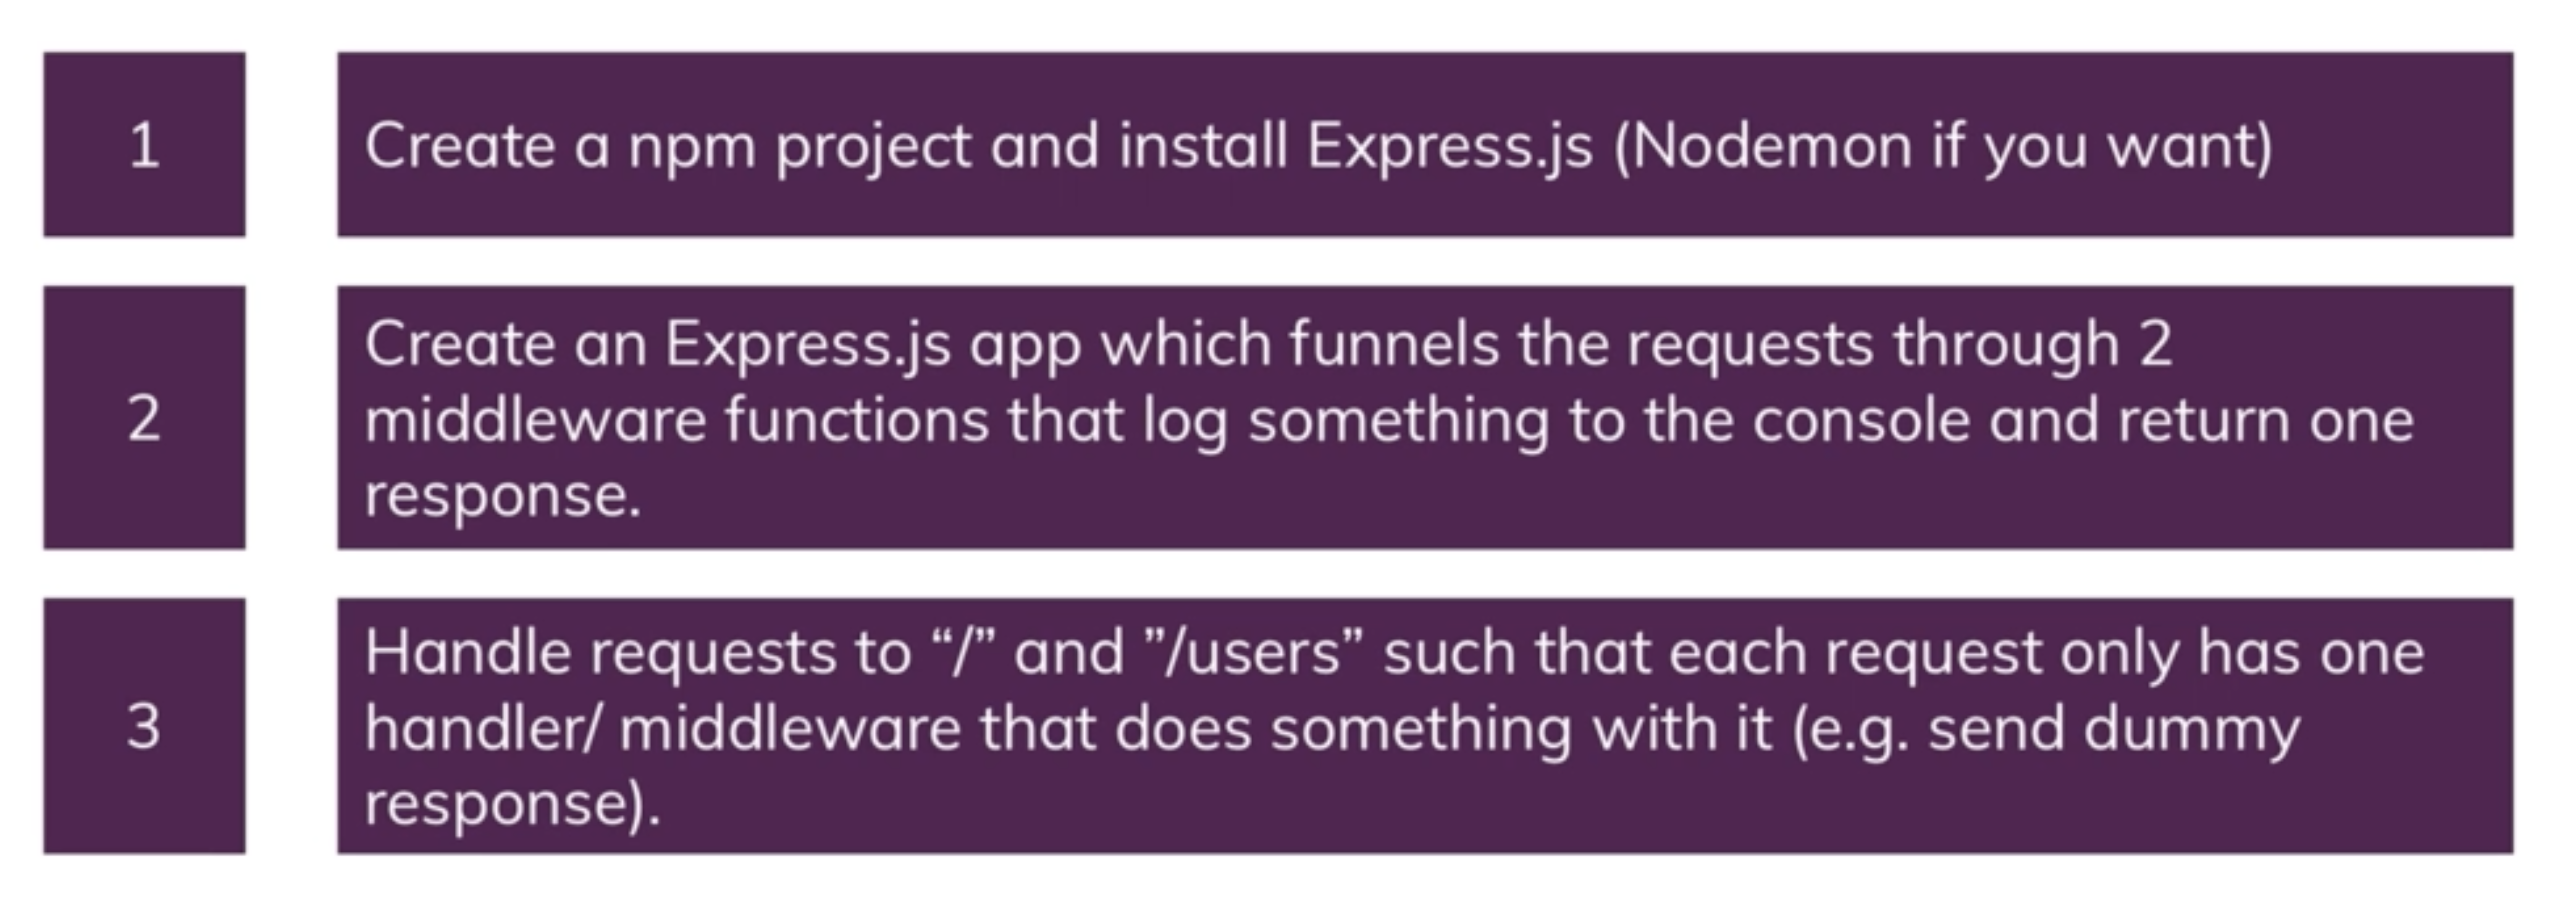 1
Create a npm project and install Express.js (Nodemon if you want)
2
Create an Express.js app which funnels the requests through 2
middleware functions that log something to the console and return one
response.
3
Handle requests to “/” and ”/users” such that each request only has one
handler/ middleware that does something with it (e.g. send dummy
response).